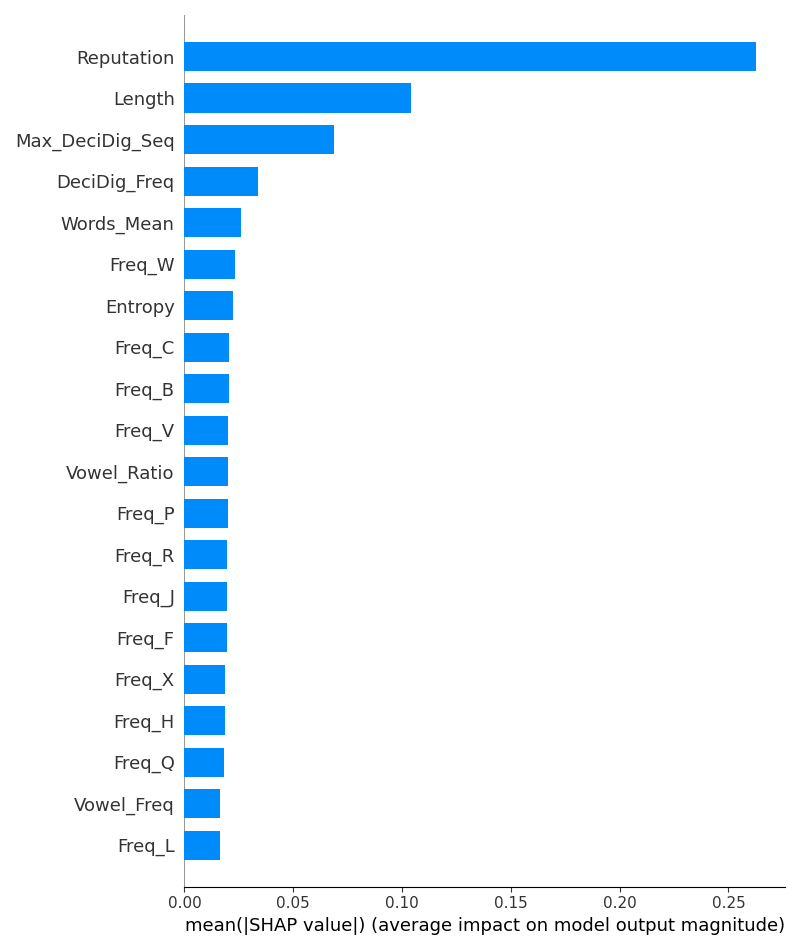 Reputation
Length
Max_DeciDig_Seq
DeciDig_Freq
Words_Mean
Freq_W
Entropy
Freq_C
Freq_B
Freq_V
Vowel_Ratio
Freq_P
Freq_R
Freq_J
Freq_F
Freq_X
Freq_H
Freq_Q
Vowel_Freq
Freq_L
0.00 0.05 0.10 0.15 0.20 0.25
mean(|SHAP value|) (average impact on model output magnitude)